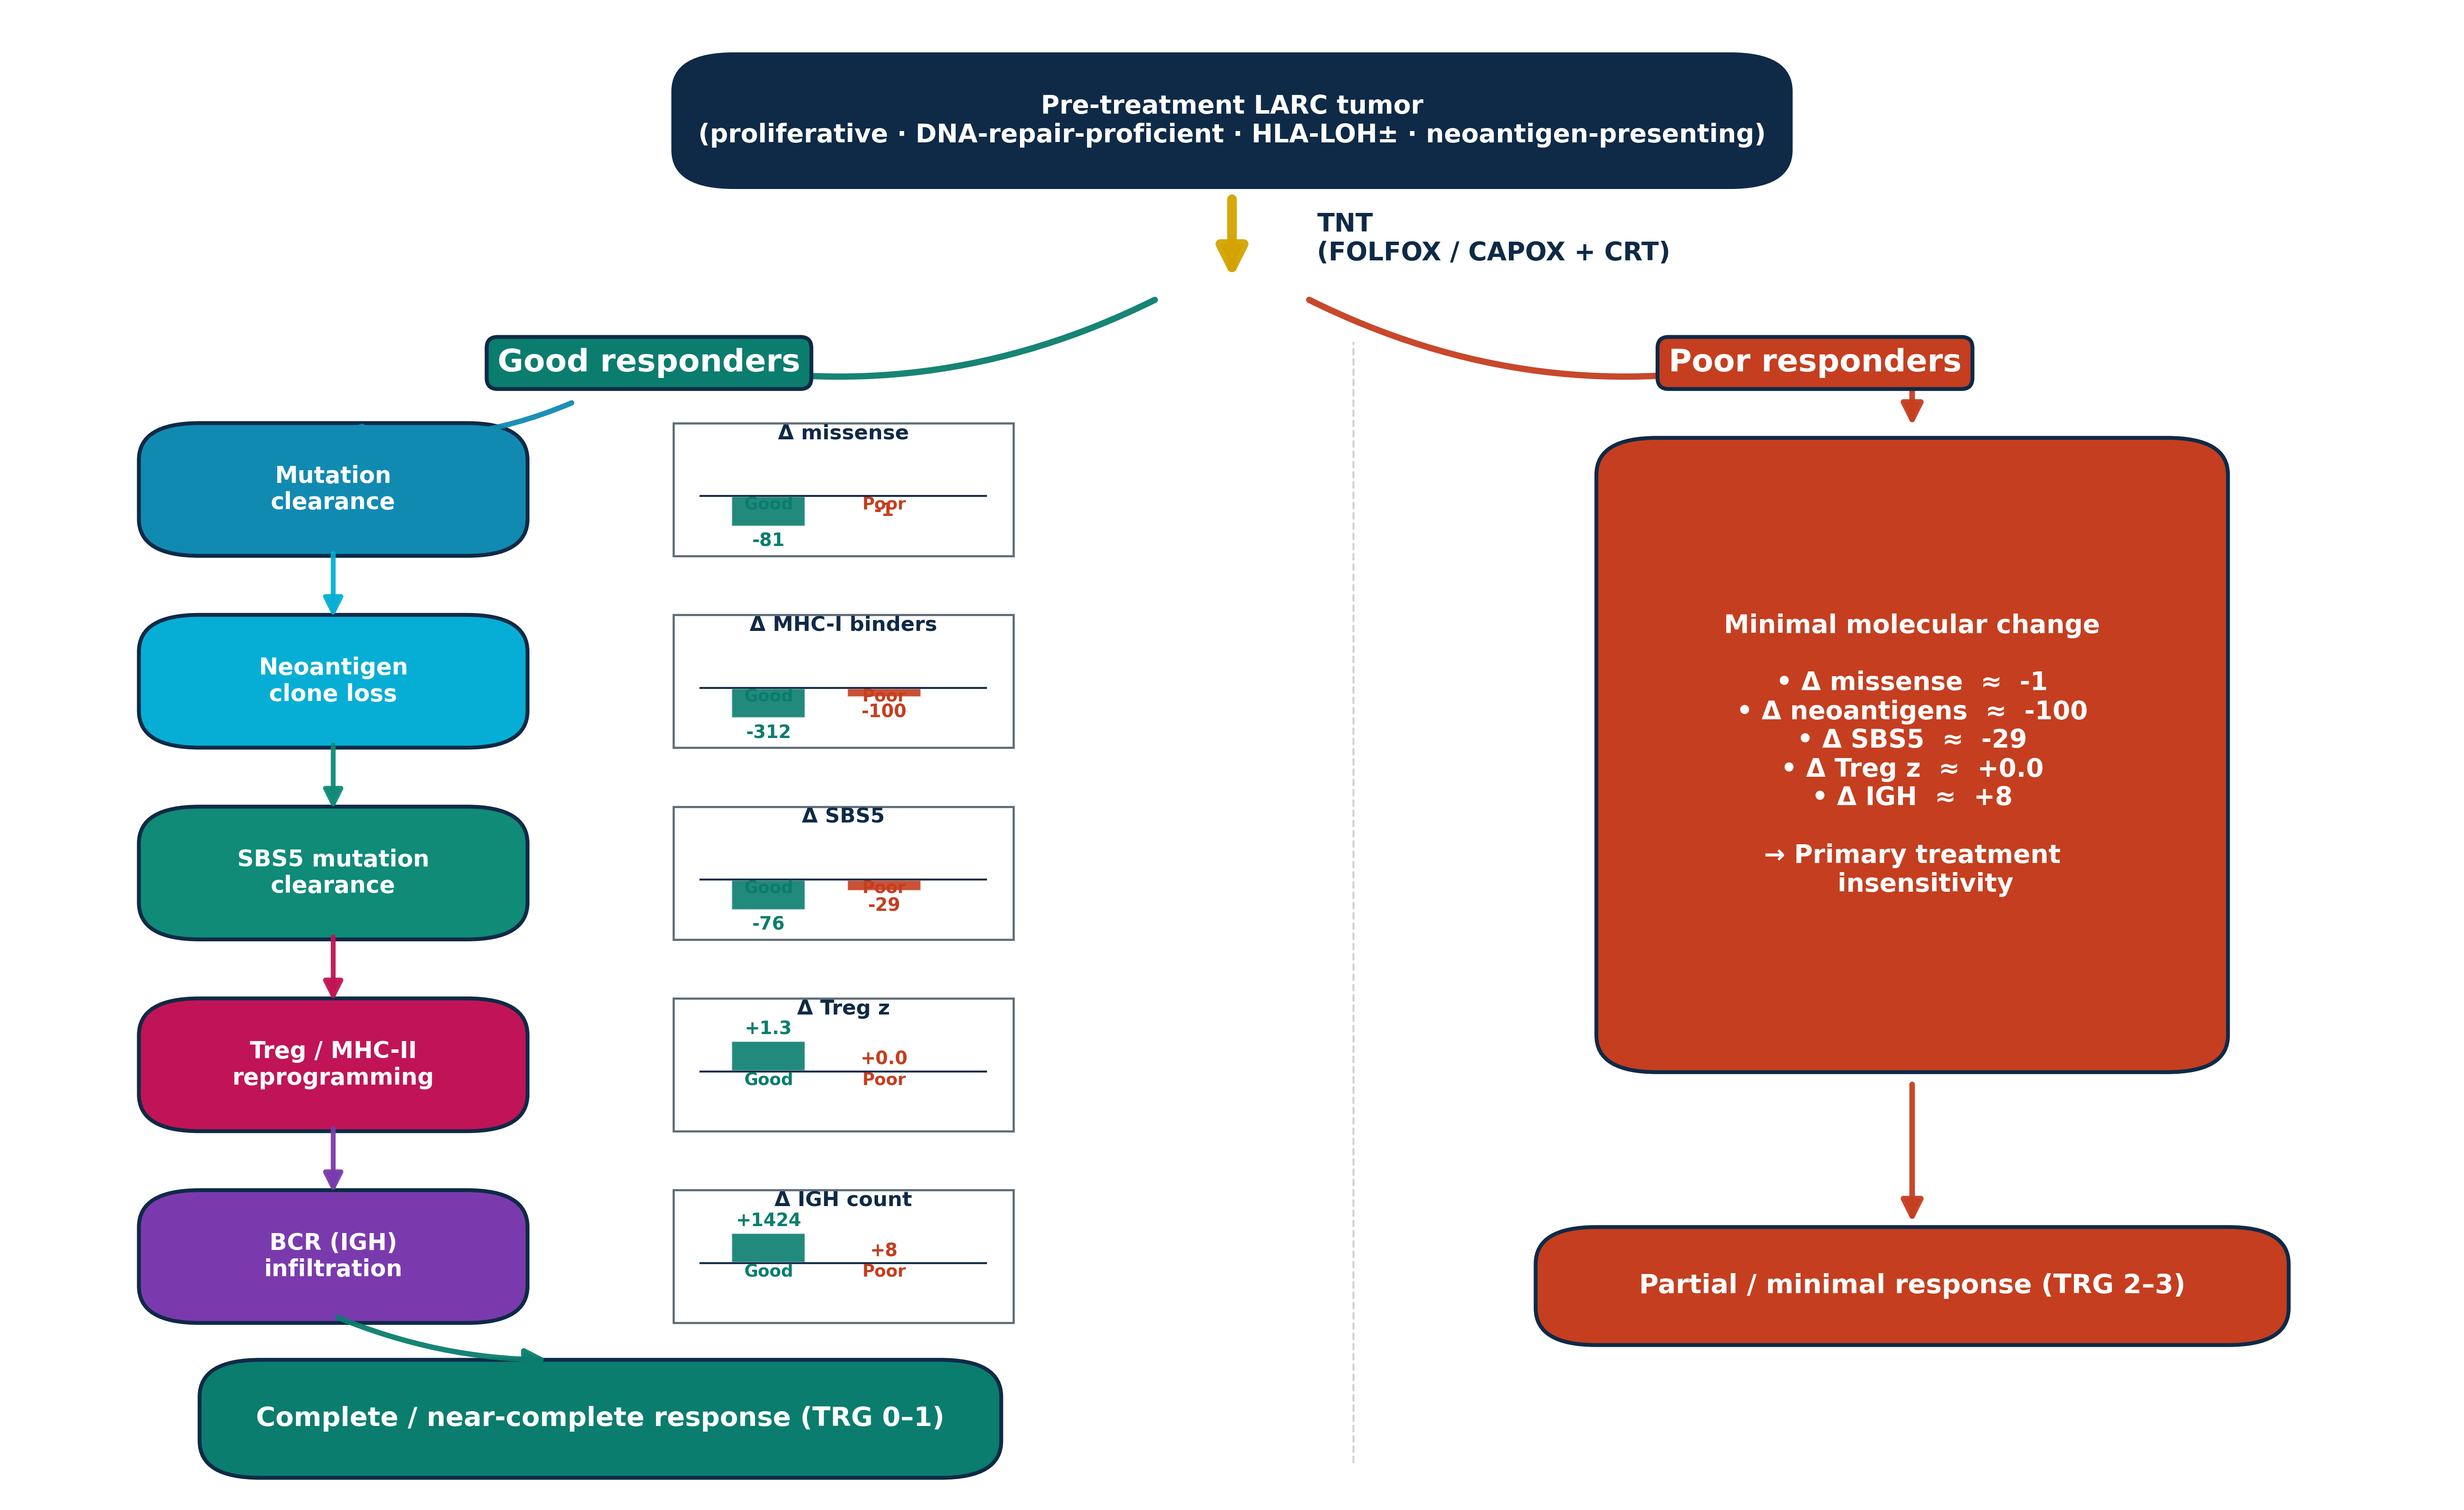 Pre-treatment LARC tumor
(proliferative · DNA-repair-proficient · HLA-LOH± · neoantigen-presenting)
TNT
(FOLFOX / CAPOX + CRT)
Good responders
Poor responders
Mutation
clearance
Δ missense
Good
Poor
-1
-81
Neoantigen
clone loss
Δ MHC-I binders
Good
Poor
-100
-312
SBS5 mutation
clearance
Δ SBS5
Good
Poor
-29
-76
Treg / MHC-II
reprogramming
Δ Treg z
+1.3
+0.0
Good
Poor
BCR (IGH)
infiltration
Δ IGH count
+1424
+8
Good
Poor
Complete / near-complete response (TRG 0–1)
Minimal molecular change
• Δ missense ≈ -1
• Δ neoantigens ≈ -100
• Δ SBS5 ≈ -29
• Δ Treg z ≈ +0.0
• Δ IGH ≈ +8
→ Primary treatment
insensitivity
Partial / minimal response (TRG 2–3)